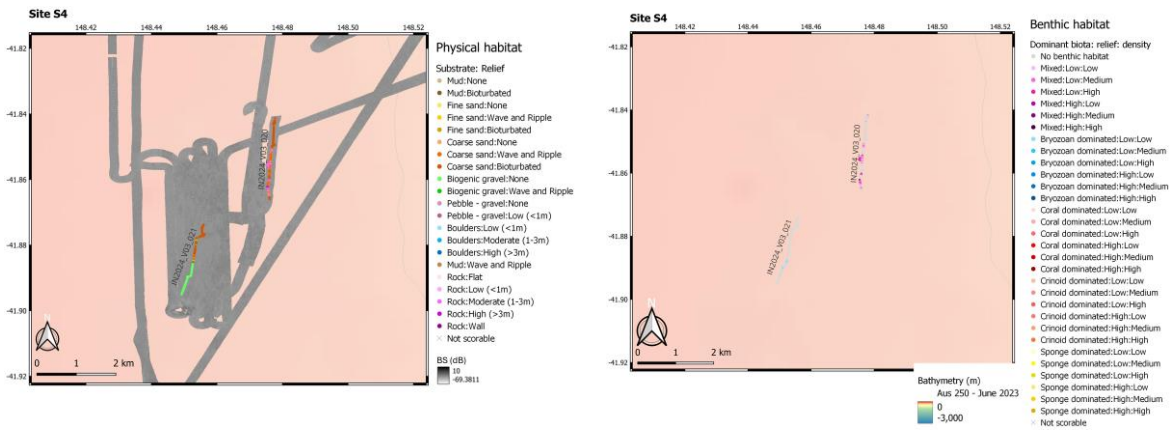 Site S4
148.42 148.44 148.46 148.48 148.50 148.52
-41.82
-41.84
-41.86
-41.88
-41.90
-41.92
IN2024_V03_020
IN2024_V03_021
N
0 1 2 km
Physical habitat
Substrate: Relief
Mud:None
Mud:Bioturbated
Fine sand:None
Fine sand:Wave and Ripple
Fine sand:Bioturbated
Coarse sand:None
Coarse sand:Wave and Ripple
Coarse sand:Bioturbated
Biogenic gravel:None
Biogenic gravel:Wave and Ripple
Pebble - gravel:None
Pebble - gravel:Low (<1m)
Boulders:Low (<1m)
Boulders:Moderate (1-3m)
Boulders:High (>3m)
Mud:Wave and Ripple
Rock:Flat
Rock:Low (<1m)
Rock:Moderate (1-3m)
Rock:High (>3m)
Rock:Wall
Not scorable
BS (dB)
10
-69.3811
Site S4
148.42 148.44 148.46 148.48 148.50 148.52
-41.82
-41.84
-41.86
-41.88
-41.90
-41.92
IN2024_V03_020
IN2024_V03_021
N
0 1 2 km
Bathymetry (m)
Aus 250 - June 2023
0
-3,000
Benthic habitat
Dominant biota: relief: density
No benthic habitat
Mixed:Low:Low
Mixed:Low:Medium
Mixed:Low:High
Mixed:High:Low
Mixed:High:Medium
Mixed:High:High
Bryozoan dominated:Low:Low
Bryozoan dominated:Low:Medium
Bryozoan dominated:Low:High
Bryozoan dominated:High:Low
Bryozoan dominated:High:Medium
Bryozoan dominated:High:High
Coral dominated:Low:Low
Coral dominated:Low:Medium
Coral dominated:Low:High
Coral dominated:High:Low
Coral dominated:High:Medium
Coral dominated:High:High
Crinoid dominated:Low:Low
Crinoid dominated:Low:Medium
Crinoid dominated:Low:High
Crinoid dominated:High:Low
Crinoid dominated:High:Medium
Crinoid dominated:High:High
Sponge dominated:Low:Low
Sponge dominated:Low:Medium
Sponge dominated:Low:High
Sponge dominated:High:Low
Sponge dominated:High:Medium
Sponge dominated:High:High
Not scorable